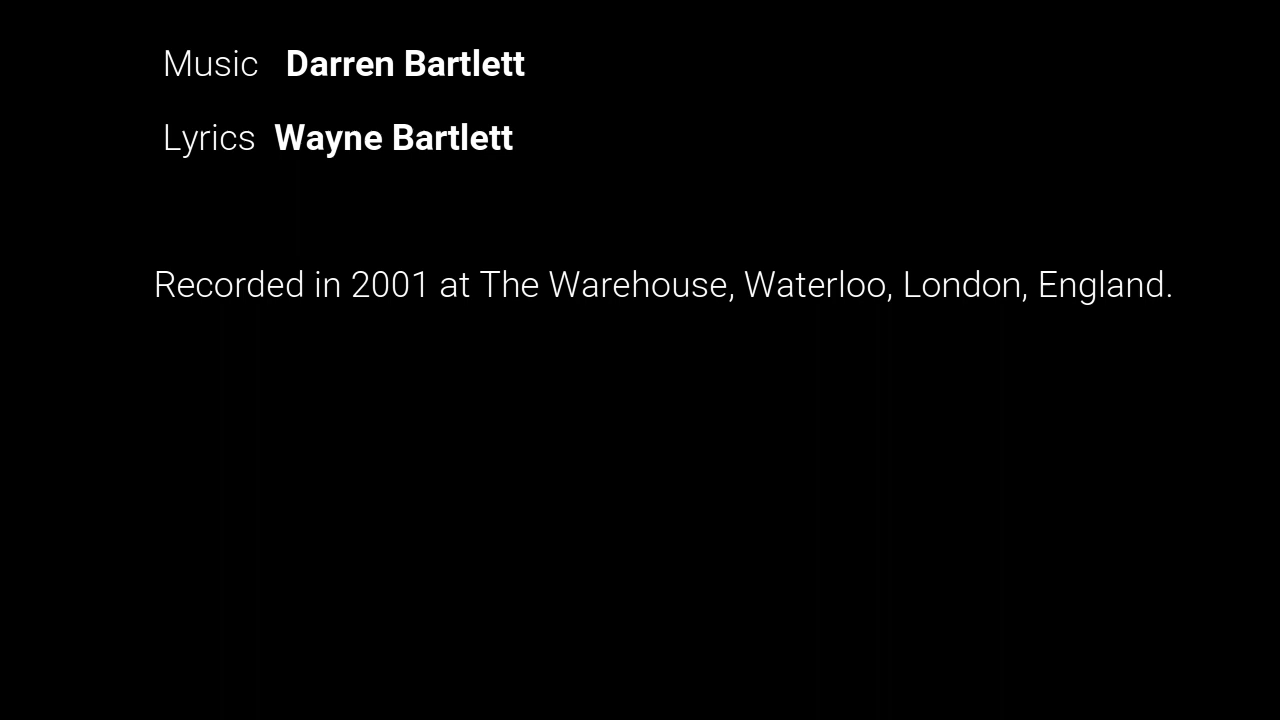 Music Darren Bartlett
Lyrics Wayne Bartlett
Recorded in 2001 at The Warehouse, Waterloo, London, England.